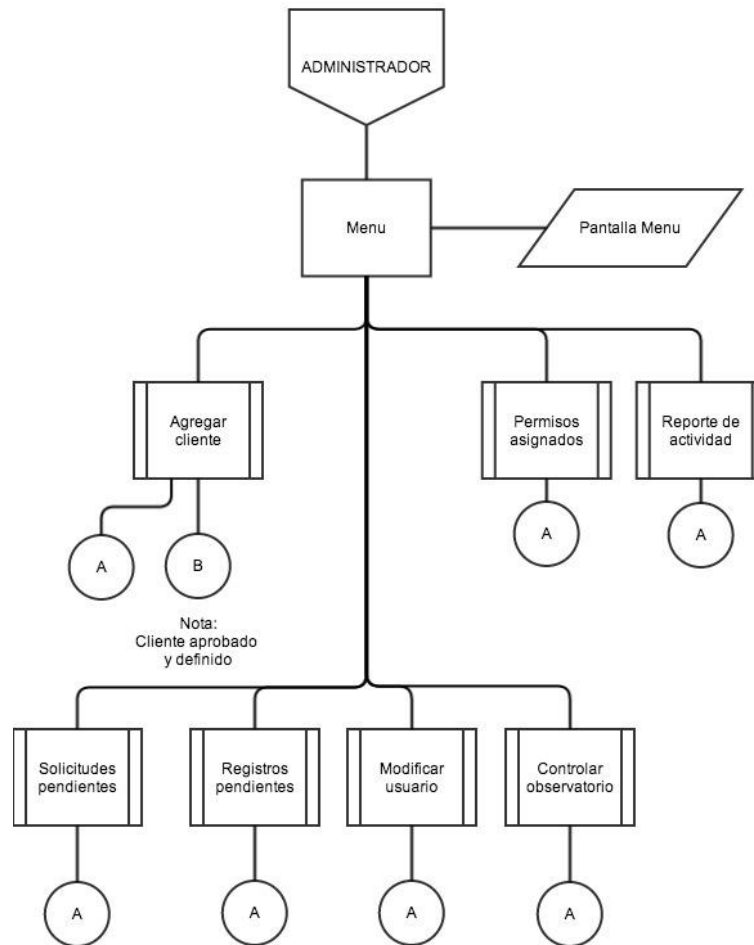 ADMINISTRADOR
Menu
Pantalla Menu
Agregar
cliente
Permisos
asignados
Reporte de
actividad
A
B
A
A
Nota:
Cliente aprobado
y definido
Solicitudes
pendientes
Registros
pendientes
Modificar
usuario
Controlar
observatorio
A
A
A
A